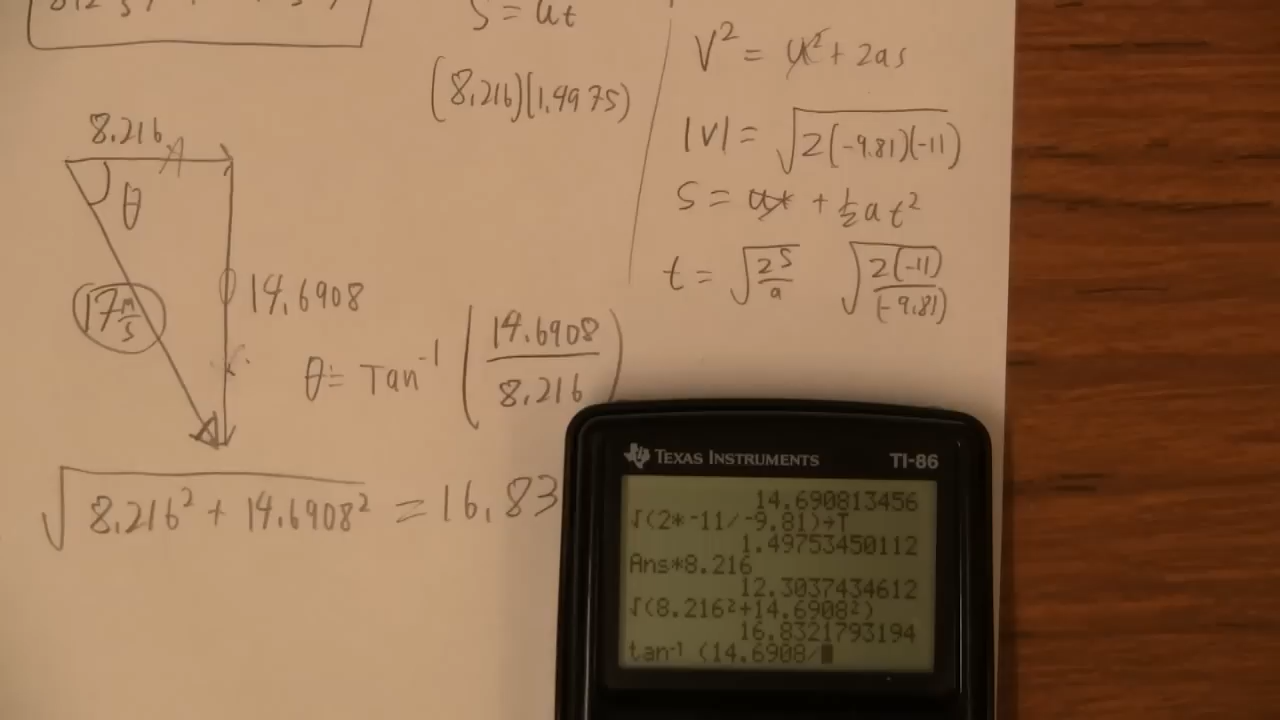 S = ut
(8.216)(1.4975)
V² = u² + 2as
|V| = √2(-9.81)(-11)
S = ut + ½at²
t = √2S/a √2(-11)/(-9.81)
8.216
θ
14.6908
17 m/s
θ = Tan⁻¹ (14.6908/8.216)
√8.216² + 14.6908² = 16.83
TEXAS INSTRUMENTS TI-86
14.690813456
√(2*-11/-9.81)→T
1.49753450112
Ans*8.216
12.3037434612
√(8.216²+14.6908²)
16.8321793194
tan⁻¹ (14.6908/